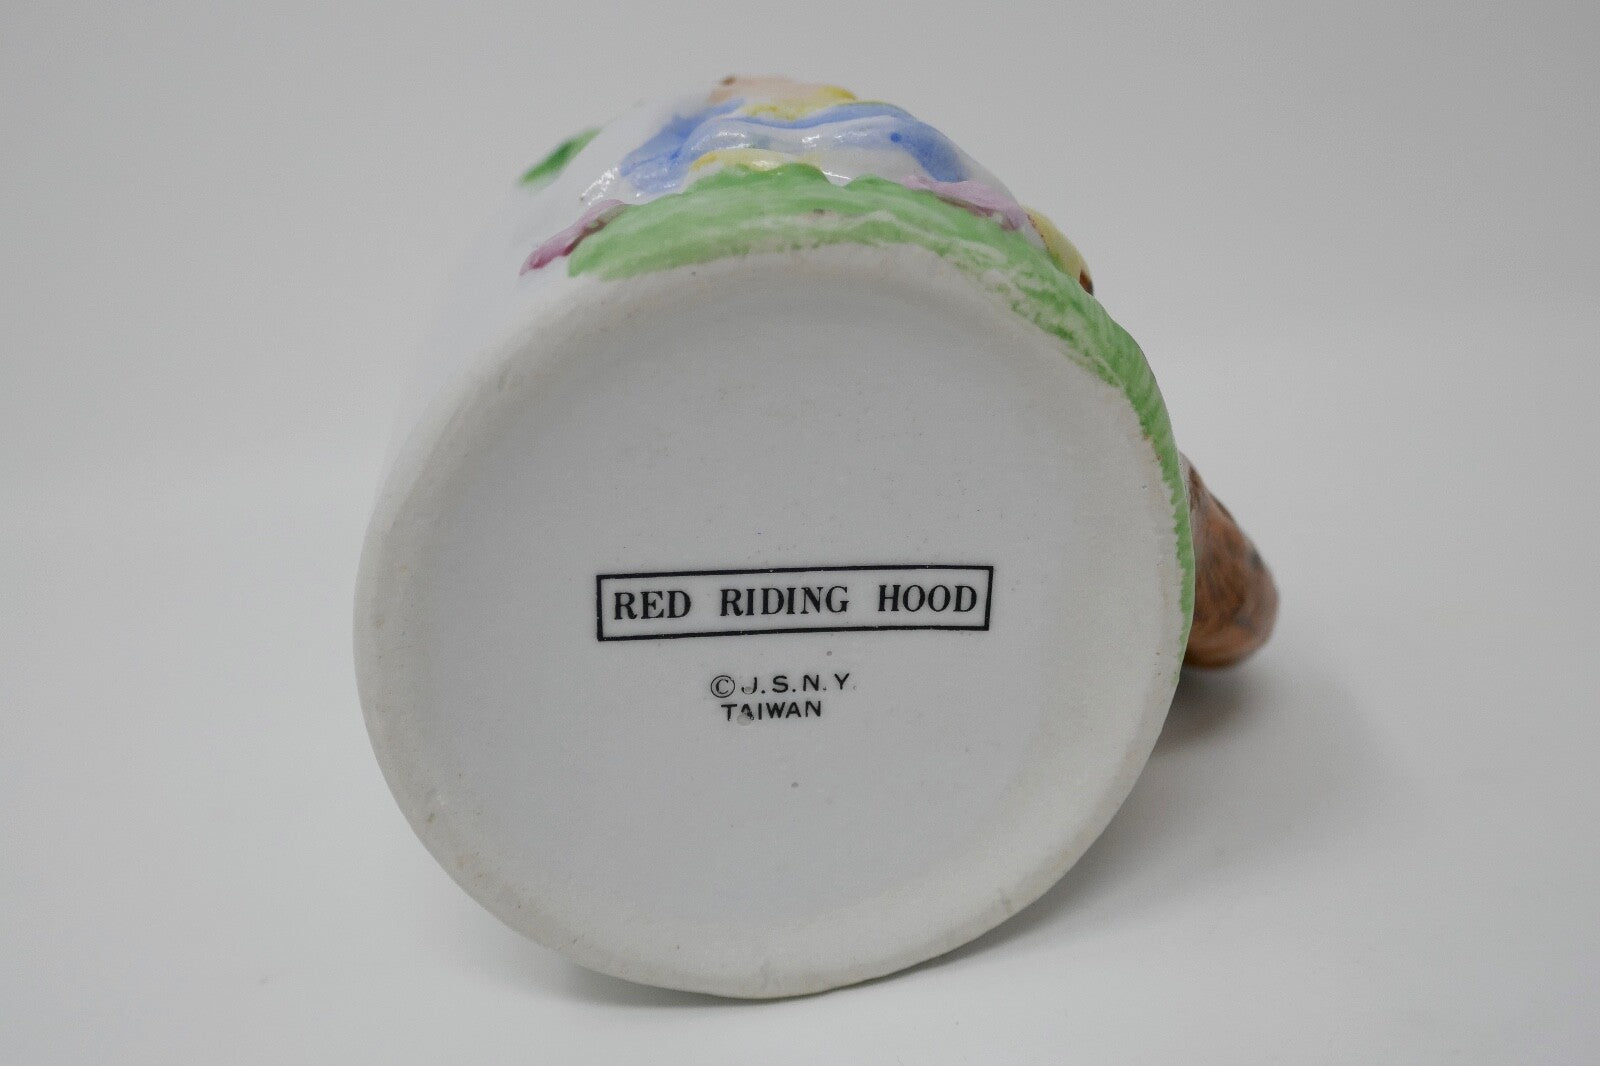 RED RIDING HOOD
© J.S.N.Y.
TAIWAN